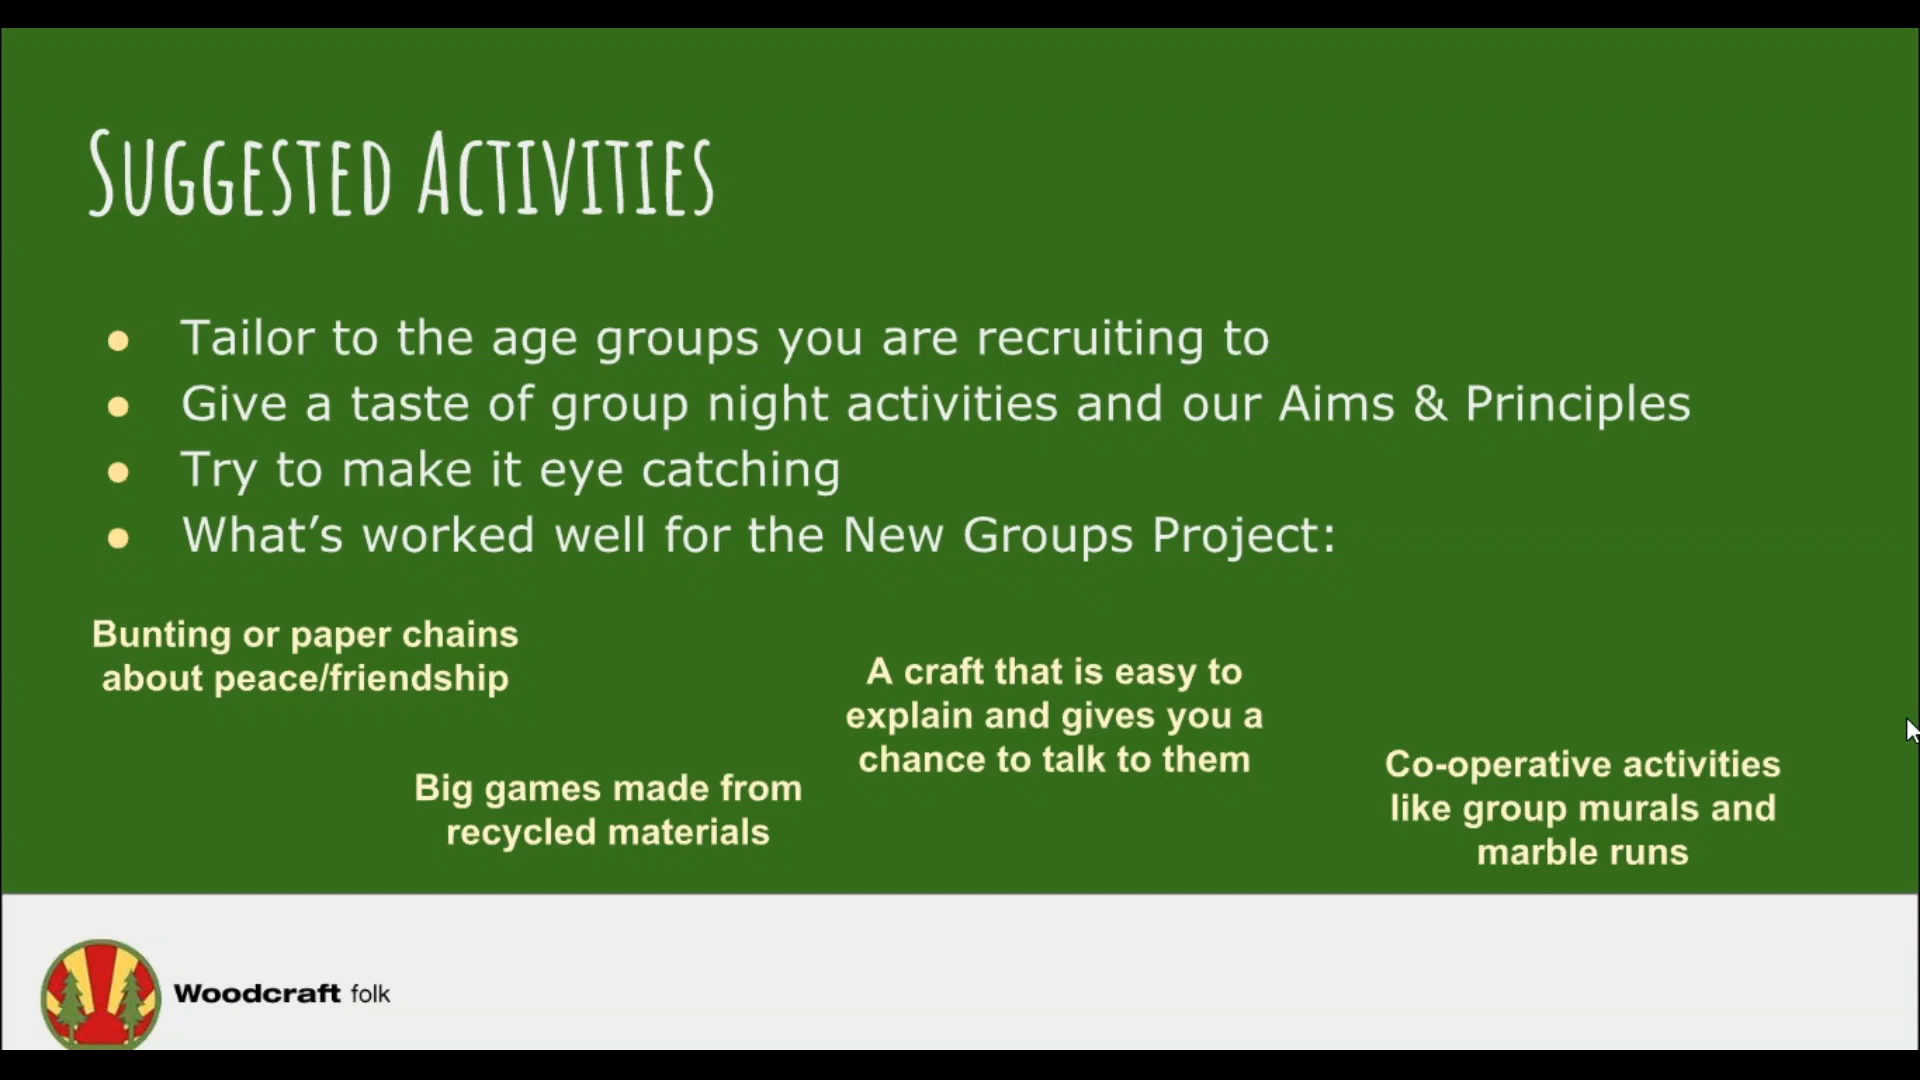 Suggested Activities
Tailor to the age groups you are recruiting to
Give a taste of group night activities and our Aims & Principles
Try to make it eye catching
What’s worked well for the New Groups Project:
Bunting or paper chains
about peace/friendship
Big games made from
recycled materials
A craft that is easy to
explain and gives you a
chance to talk to them
Co-operative activities
like group murals and
marble runs
Woodcraft folk